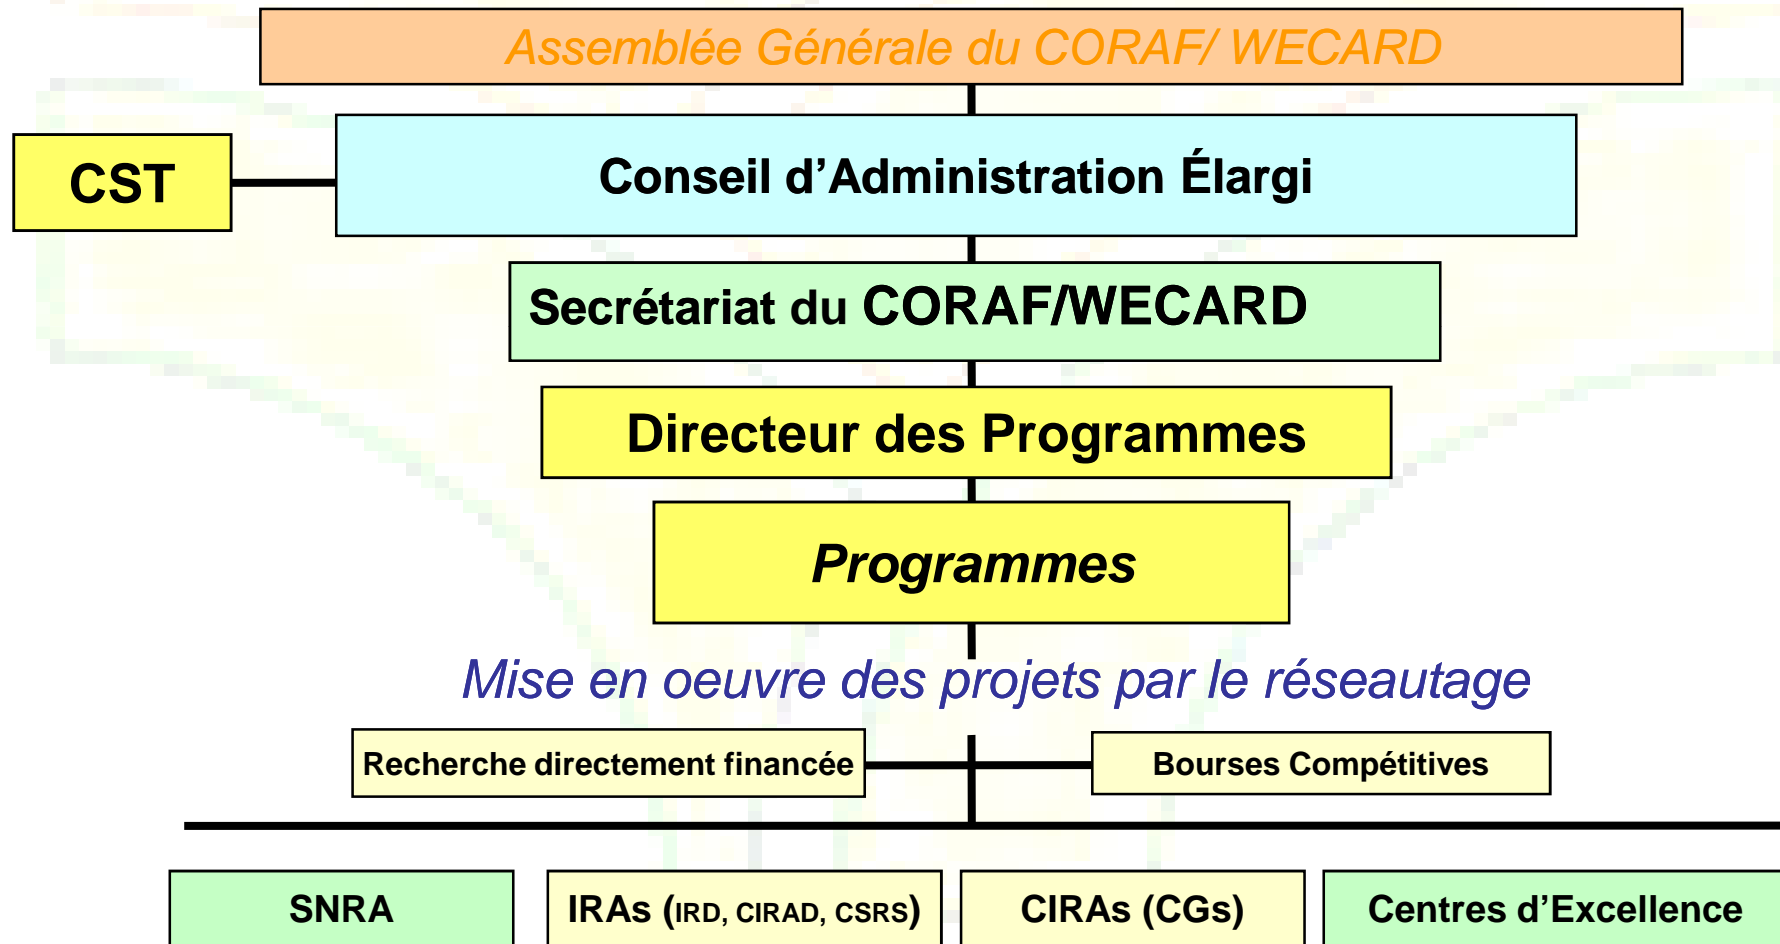 Assemblée Générale du CORAF/ WECARD
CST
Conseil d’Administration Élargi
Secrétariat du CORAF/WECARD
Directeur des Programmes
Programmes
Mise en oeuvre des projets par le réseautage
Recherche directement financée
Bourses Compétitives
SNRA
IRAs (IRD, CIRAD, CSRS)
CIRAs (CGs)
Centres d’Excellence